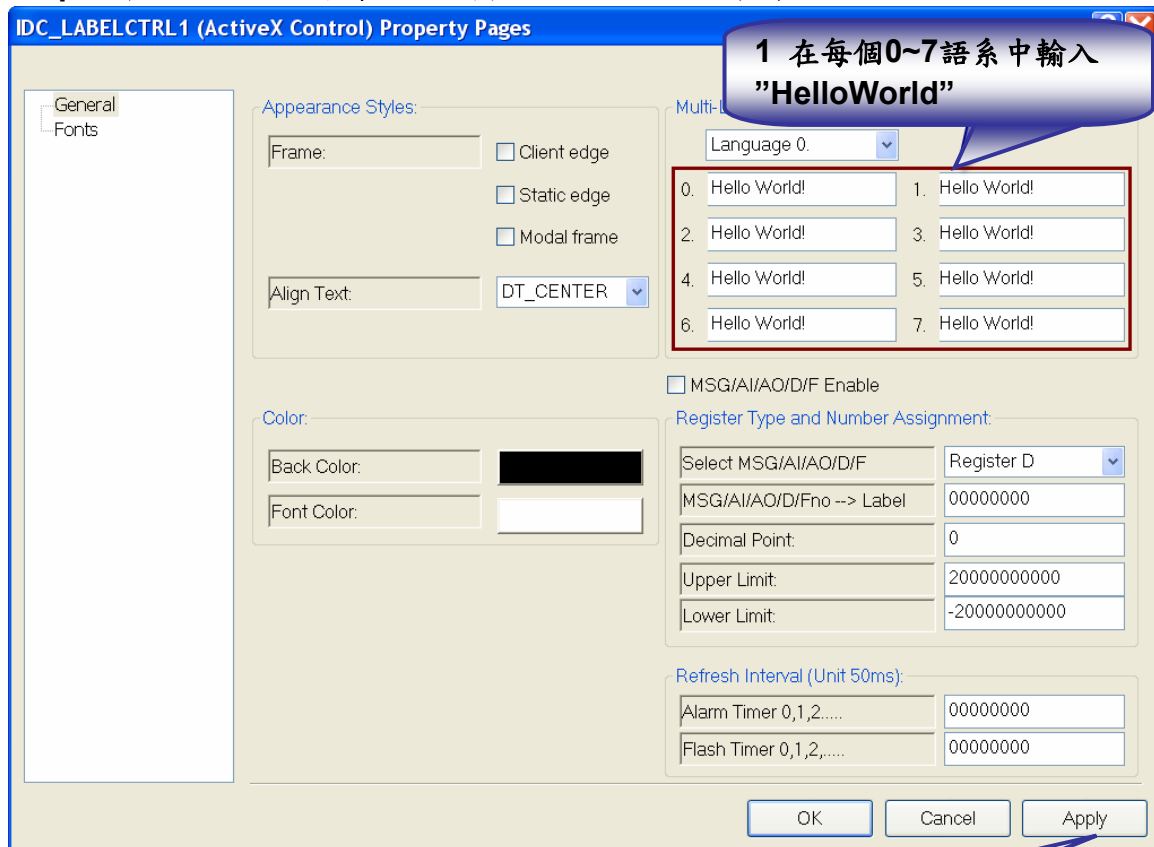 IDC_LABELCTRL1 (ActiveX Control) Property Pages
1 在每個0~7語系中輸入
”HelloWorld”
General
Fonts
Appearance Styles:
Frame:
Client edge
Static edge
Modal frame
Align Text:
DT_CENTER
Multi-L
Language 0.
0. Hello World! 1. Hello World!
2. Hello World! 3. Hello World!
4. Hello World! 5. Hello World!
6. Hello World! 7. Hello World!
MSG/AI/AO/D/F Enable
Color:
Back Color:
Font Color:
Register Type and Number Assignment:
Select MSG/AI/AO/D/F Register D
MSG/AI/AO/D/Fno --> Label 00000000
Decimal Point: 0
Upper Limit: 20000000000
Lower Limit: -20000000000
Refresh Interval (Unit 50ms):
Alarm Timer 0,1,2..... 00000000
Flash Timer 0,1,2,..... 00000000
OK Cancel Apply